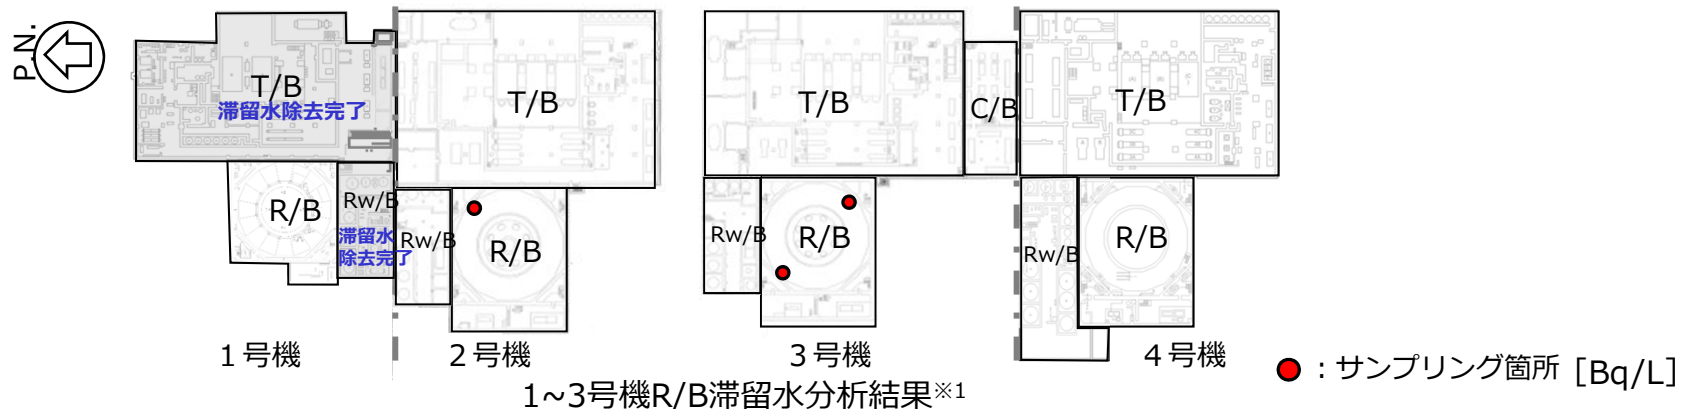 P.N.
T/B
滞留水除去完了
T/B
T/B
C/B
T/B
R/B
Rw/B
滞留水
除去完了
Rw/B
R/B
Rw/B
R/B
Rw/B
R/B
１号機
２号機
３号機
４号機
：サンプリング箇所 [Bq/L]
1~3号機R/B滞留水分析結果※1